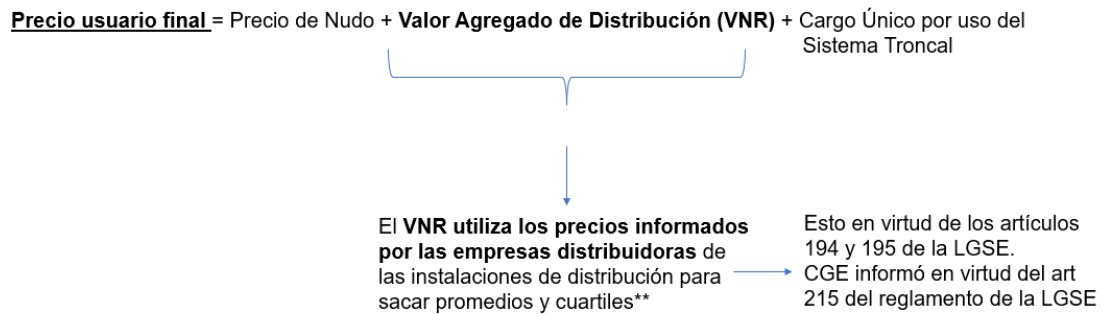 Precio usuario final = Precio de Nudo + Valor Agregado de Distribución (VNR) + Cargo Único por uso del
Sistema Troncal
El VNR utiliza los precios informados
por las empresas distribuidoras de
las instalaciones de distribución para
sacar promedios y cuartiles**
Esto en virtud de los artículos
194 y 195 de la LGSE.
CGE informó en virtud del art
215 del reglamento de la LGSE